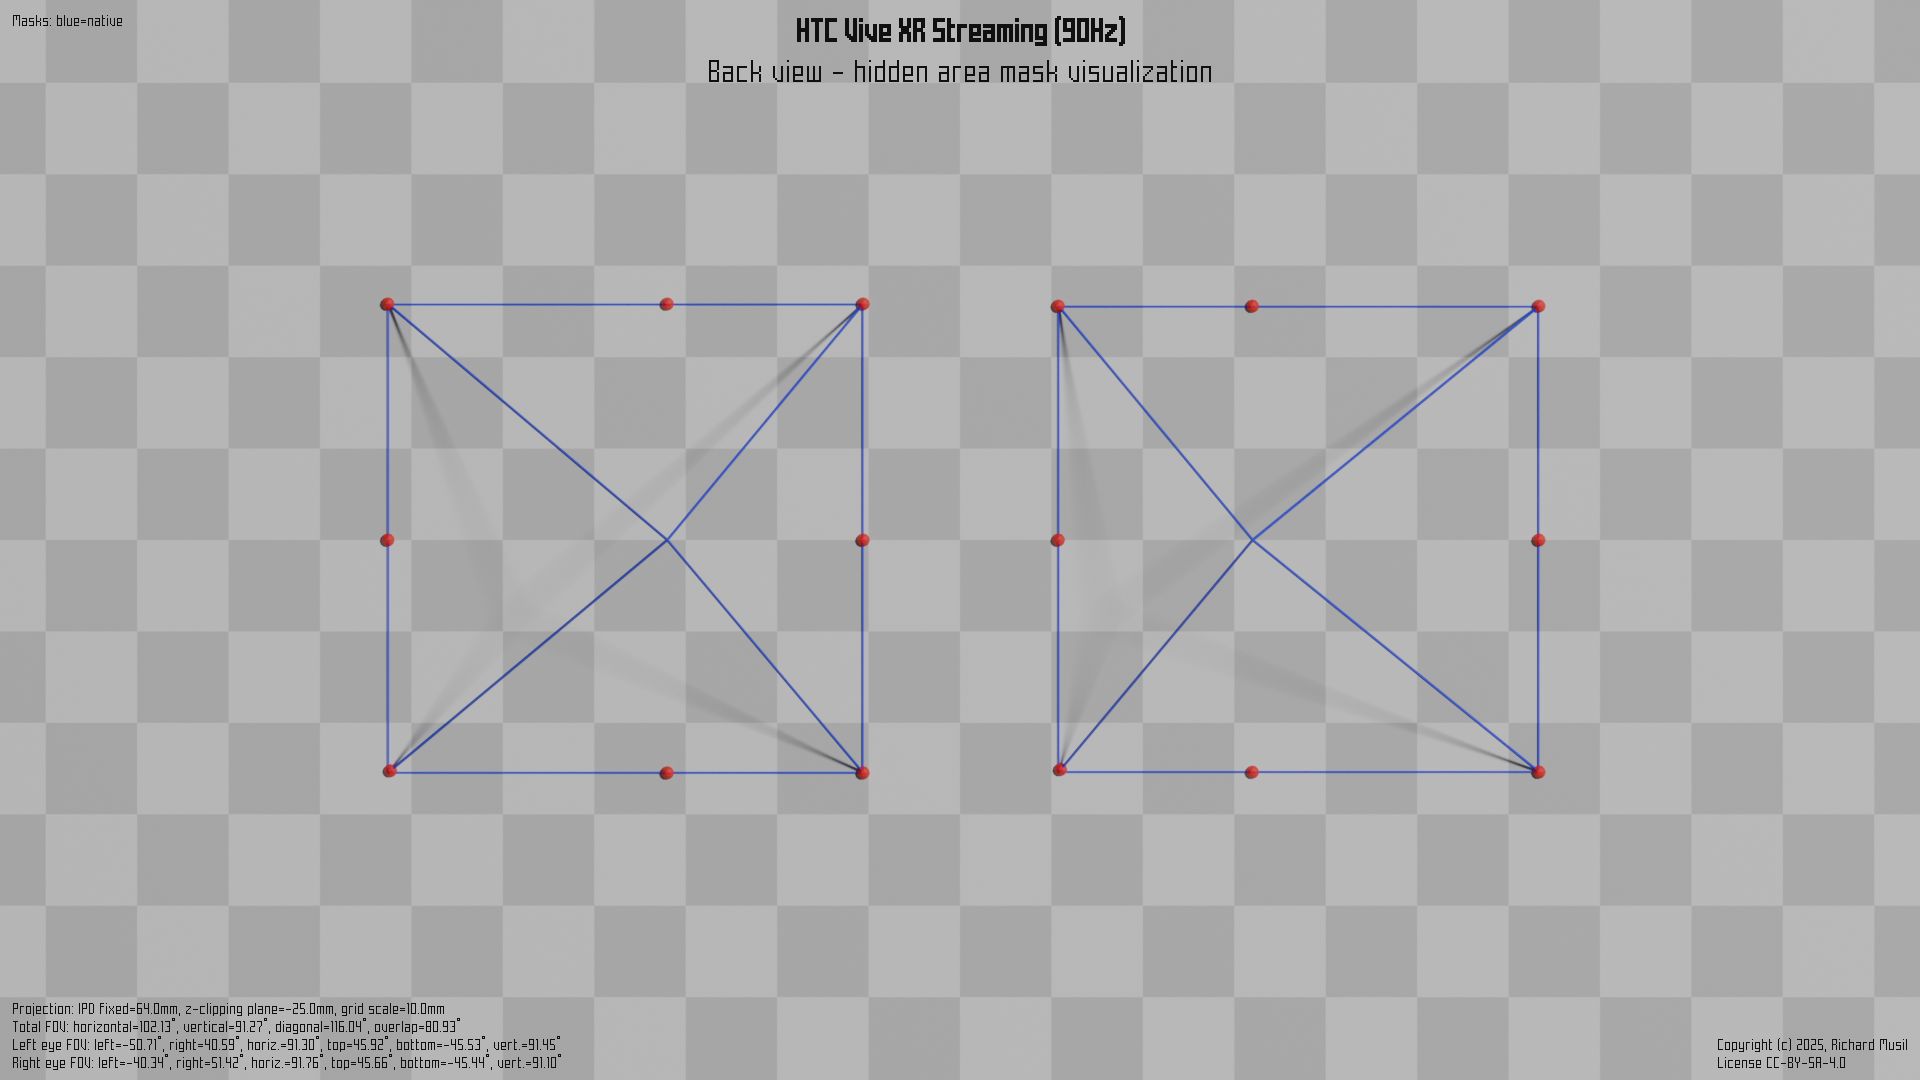 Masks: blue=native
HTC Vive XR Streaming (90Hz)
Back view - hidden area mask visualization
Projection: IPD fixed=64.0mm, z-clipping plane=-25.0mm, grid scale=10.0mm
Total FOV: horizontal=102.13°, vertical=91.27°, diagonal=116.04°, overlap=80.93°
Left eye FOV: left=-50.71°, right=40.59°, horiz.=91.30°, top=45.92°, bottom=-45.53°, vert.=91.45°
Right eye FOV: left=-40.34°, right=51.42°, horiz.=91.76°, top=45.66°, bottom=-45.44°, vert.=91.10°
Copyright (c) 2025, Richard Musil
License CC-BY-SA-4.0